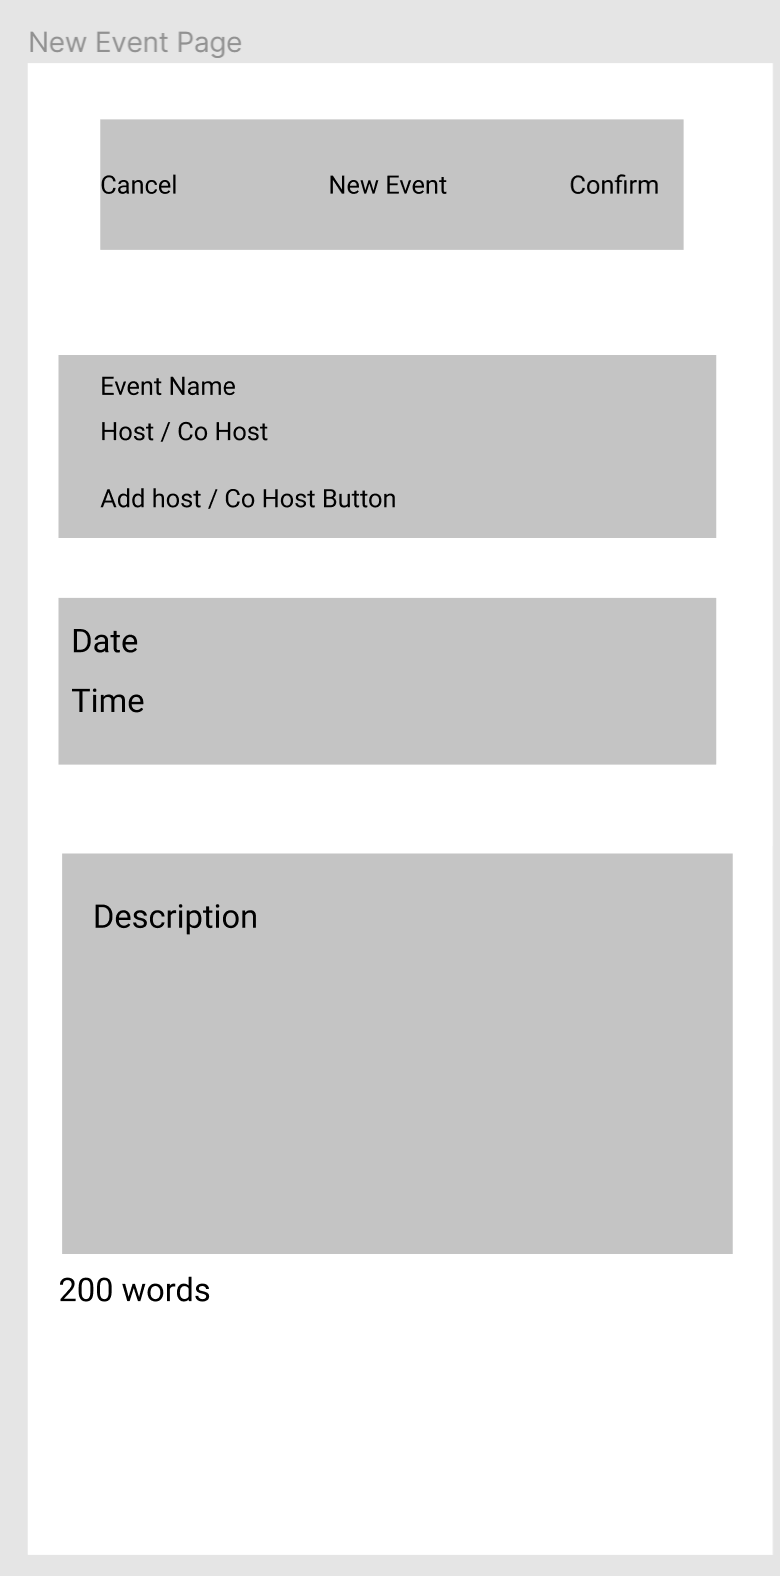 New Event Page
Cancel New Event Confirm
Event Name
Host / Co Host
Add host / Co Host Button
Date
Time
Description
200 words